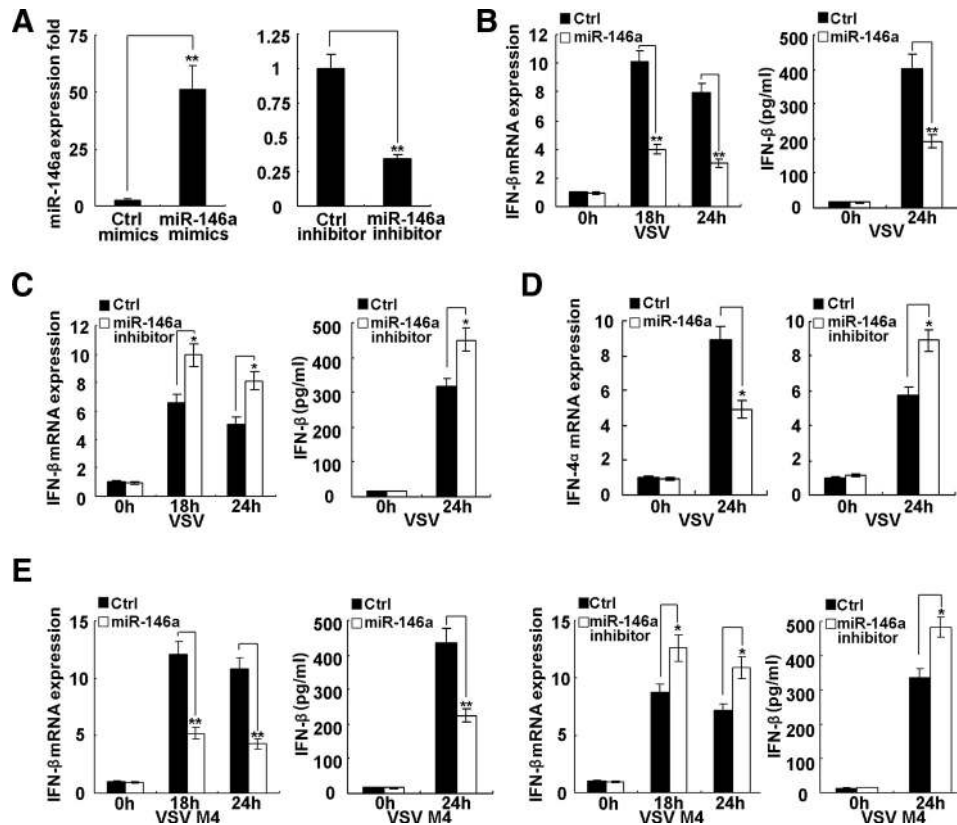 A
miR-146a expression fold
75
50
25
0
**
Ctrl mimics
miR-146a mimics
1.25
1
0.75
0.5
0.25
0
**
Ctrl inhibitor
miR-146a inhibitor
B
Ctrl
miR-146a
IFN-β mRNA expression
12
10
8
6
4
2
0
**
**
0h 18h 24h
VSV
Ctrl
miR-146a
IFN-β (pg/ml)
500
400
300
200
100
0
**
0h 24h
VSV
C
Ctrl
miR-146a
inhibitor
IFN-β mRNA expression
12
10
8
6
4
2
0
*
*
0h 18h 24h
VSV
Ctrl
miR-146a
inhibitor
IFN-β (pg/ml)
500
400
300
200
100
0
*
0h 24h
VSV
D
Ctrl
miR-146a
IFN-4α mRNA expression
10
8
6
4
2
0
*
0h 24h
VSV
Ctrl
miR-146a
inhibitor
10
8
6
4
2
0
*
0h 24h
VSV
E
Ctrl
miR-146a
IFN-β mRNA expression
15
10
5
0
**
**
0h 18h 24h
VSV M4
Ctrl
miR-146a
IFN-β (pg/ml)
500
400
300
200
100
0
**
0h 24h
VSV M4
Ctrl
miR-146a
inhibitor
IFN-β mRNA expression
15
10
5
0
*
*
0h 18h 24h
VSV M4
Ctrl
miR-146a
inhibitor
IFN-β (pg/ml)
500
400
300
200
100
0
*
0h 24h
VSV M4